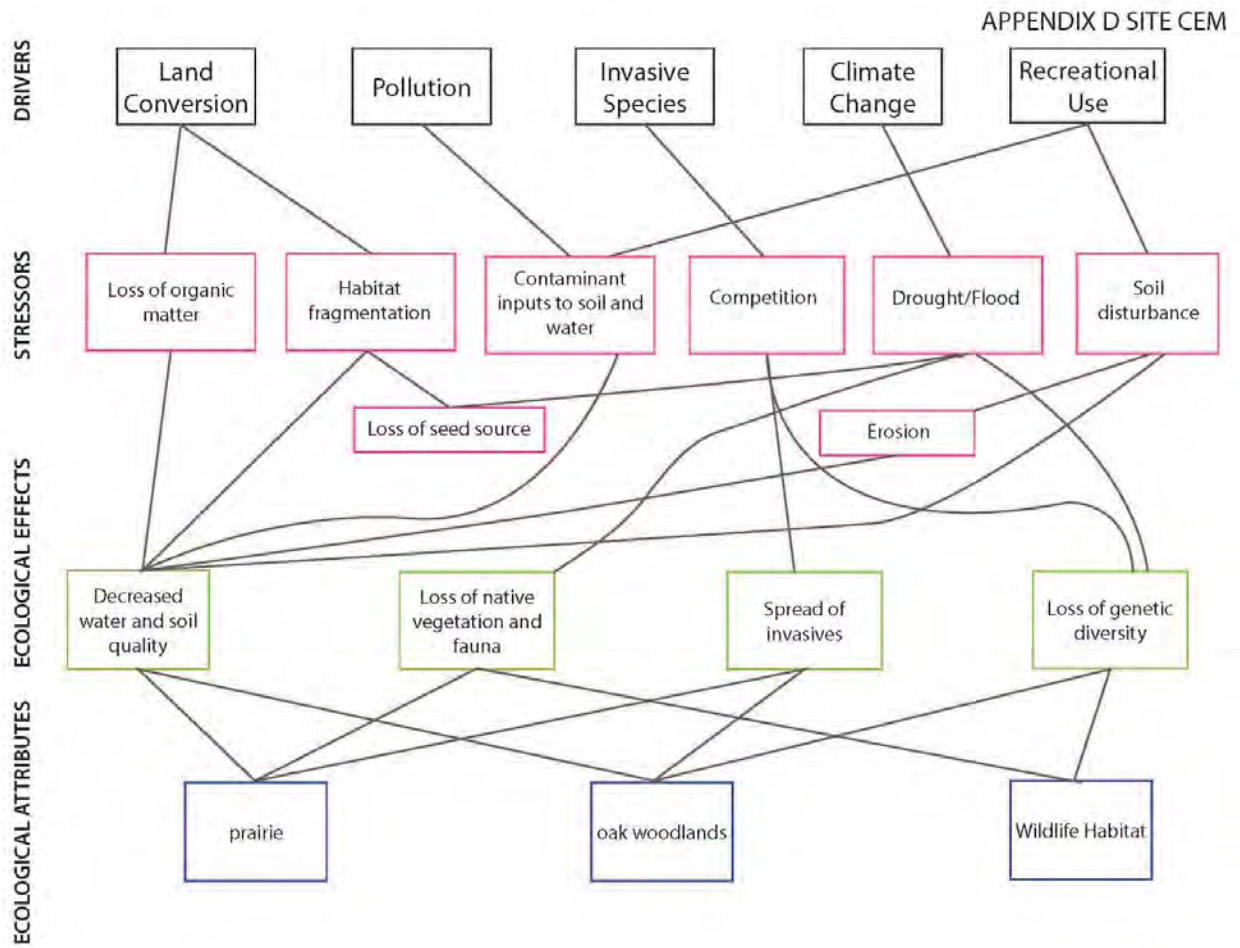 APPENDIX D SITE CEM
DRIVERS
Land
Conversion
Pollution
Invasive
Species
Climate
Change
Recreational
Use
STRESSORS
Loss of organic
matter
Habitat
fragmentation
Contaminant
inputs to soil and
water
Competition
Drought/Flood
Soil
disturbance
Loss of seed source
Erosion
ECOLOGICAL EFFECTS
Decreased
water and soil
quality
Loss of native
vegetation and
fauna
Spread of
invasives
Loss of genetic
diversity
ECOLOGICAL ATTRIBUTES
prairie
oak woodlands
Wildlife Habitat